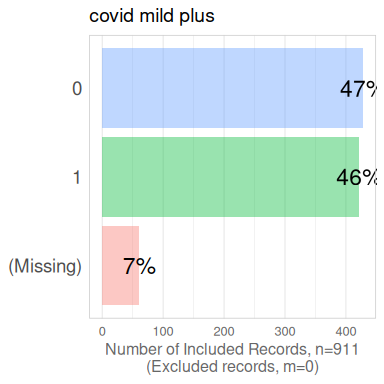 covid mild plus
0
47%
1
46%
(Missing)
7%
0 100 200 300 400
Number of Included Records, n=911
(Excluded records, m=0)